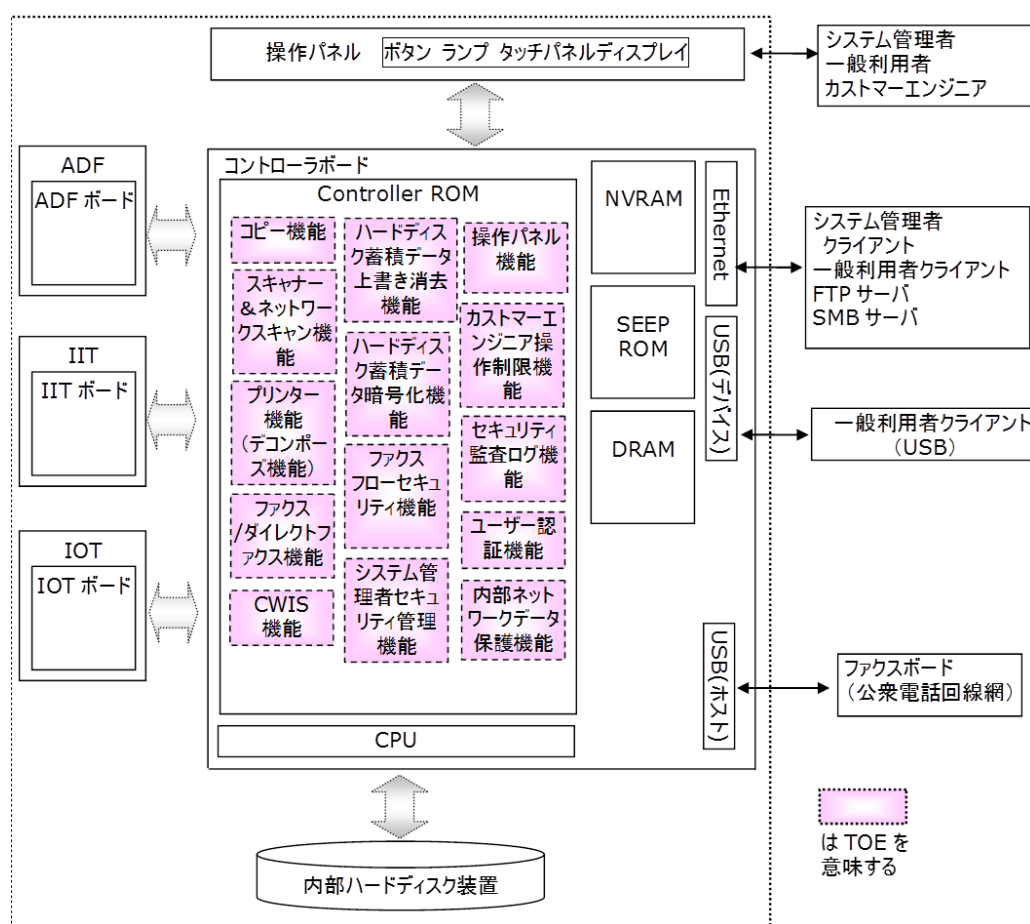 操作パネル ボタン ランプ タッチパネルディスプレイ
システム管理者
一般利用者
カストマーエンジニア
ADF
ADF ボード
IIT
IIT ボード
IOT
IOT ボード
コントローラボード
Controller ROM
コピー機能
スキャナー
＆ネットワー
クスキャン機
能
プリンター
機能
（デコンポー
ズ機能）
ファクス
/ダイレクトフ
ァクス機能
CWIS
機能
ハードディス
ク蓄積データ
上書き消去
機能
ハードディス
ク蓄積デー
タ暗号化機
能
ファクス
フローセキュ
リティ機能
システム管
理者セキュ
リティ管理
機能
操作パネル
機能
カストマーエ
ンジニア操
作制限機
能
セキュリティ
監査ログ機
能
ユーザー認
証機能
内部ネット
ワークデータ
保護機能
CPU
NVRAM
SEEP
ROM
DRAM
Ethernet
USB(デバイス)
USB(ホスト)
システム管理者
クライアント
一般利用者クライアント
FTP サーバ
SMB サーバ
一般利用者クライアント
（USB）
ファクスボード
（公衆電話回線網）
は TOE を
意味する
内部ハードディスク装置